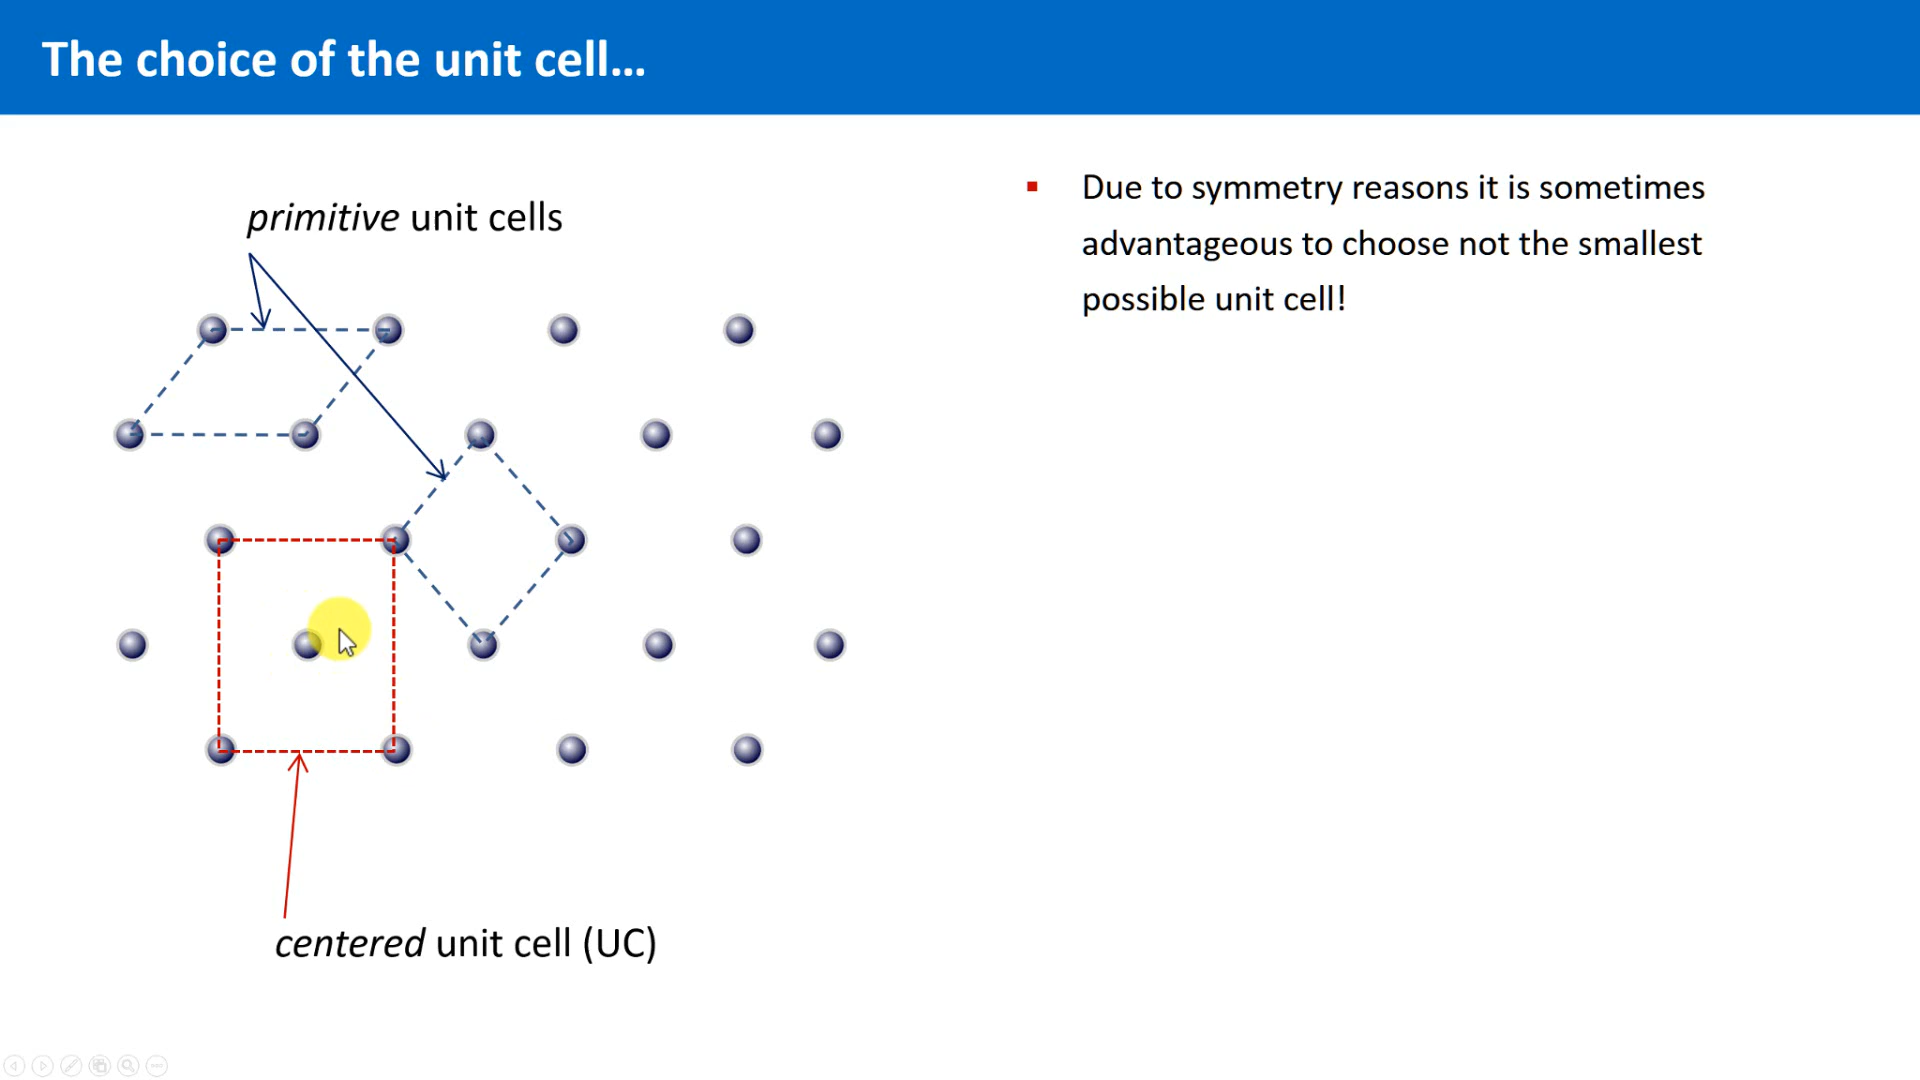 The choice of the unit cell…
primitive unit cells
Due to symmetry reasons it is sometimes
advantageous to choose not the smallest
possible unit cell!
centered unit cell (UC)